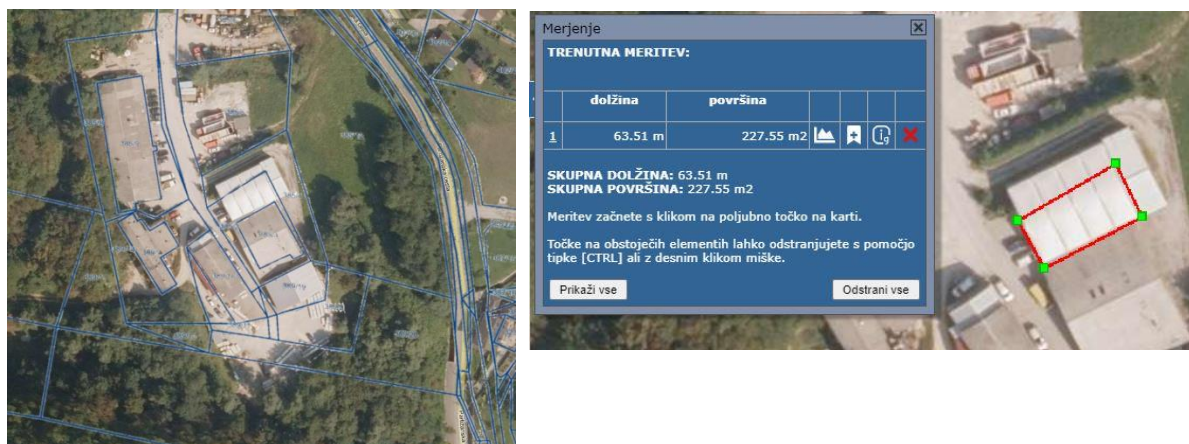 Merjenje
TRENUTNA MERITEV:
dolžina površina
1 63.51 m 227.55 m2
SKUPNA DOLŽINA: 63.51 m
SKUPNA POVRŠINA: 227.55 m2
Meritev začnete s klikom na poljubno točko na karti.
Točke na obstoječih elementih lahko odstranjujete s pomočjo
tipke [CTRL] ali z desnim klikom miške.
Prikaži vse Odstrani vse